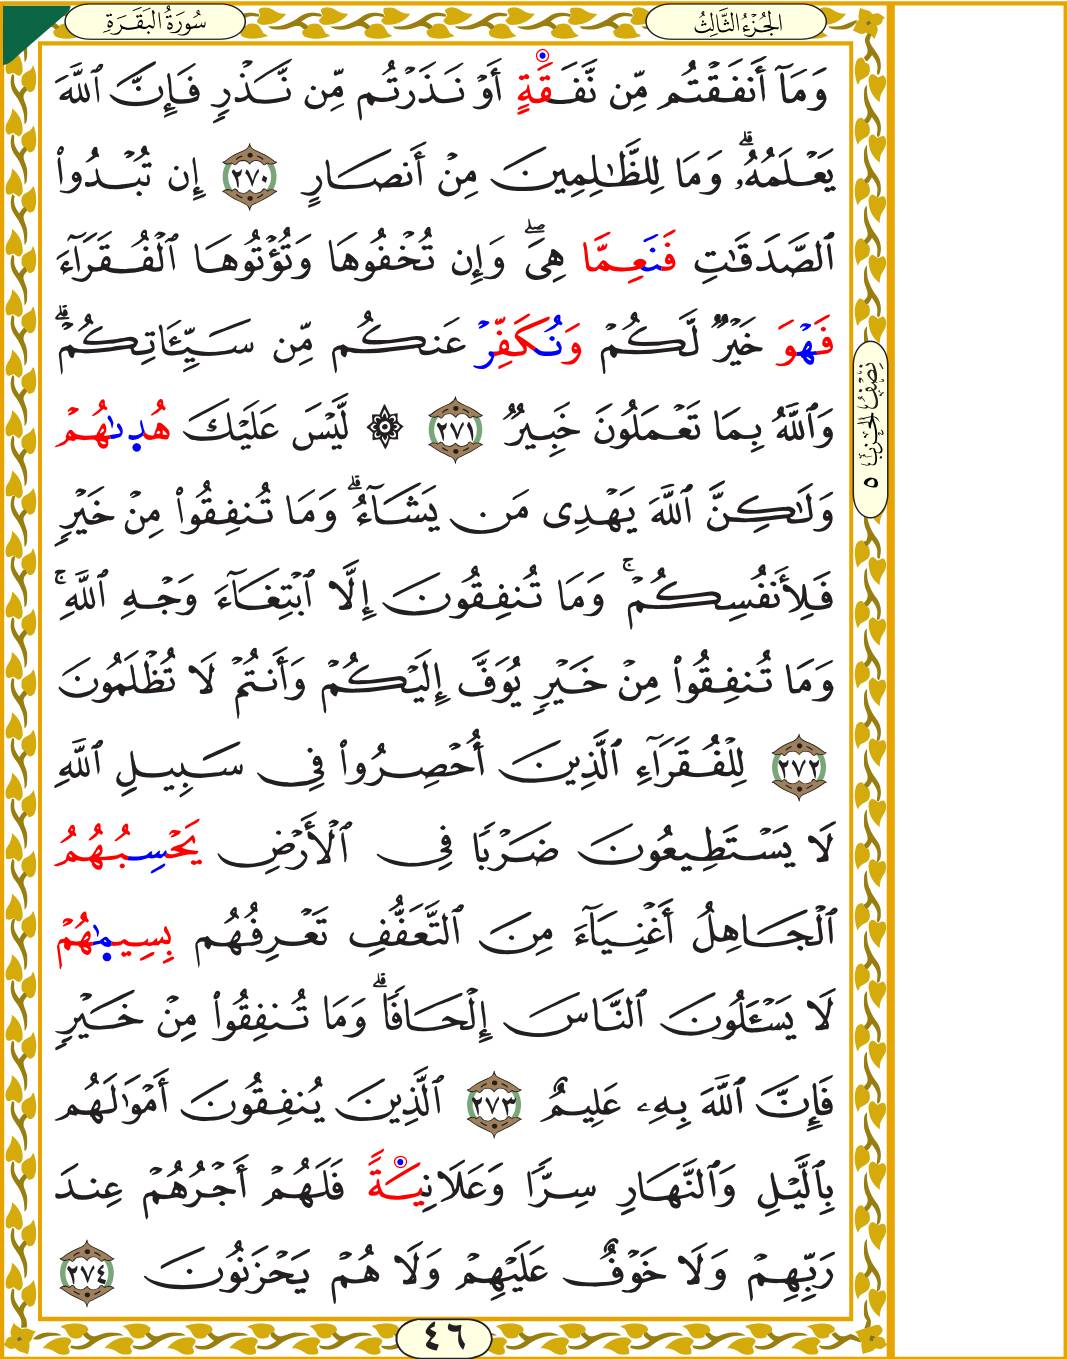 سُورَةُ البَقَرَةِ
الجُزْءُ الثَّالِثُ
وَمَآ أَنفَقْتُم مِّن نَّفَقَةٍ أَوْ نَذَرْتُم مِّن نَّذْرٍ فَإِنَّ ٱللَّهَ
يَعْلَمُهُۥۗ وَمَا لِلظَّٰلِمِينَ مِنْ أَنصَارٍ ٢٧٠ إِن تُبْدُوا۟
ٱلصَّدَقَٰتِ فَنَعِمَّا هِىَۖ وَإِن تُخْفُوهَا وَتُؤْتُوهَا ٱلْفُقَرَآءَ
فَهْوَ خَيْرٌ لَّكُمْ وَنُكَفِّرْ عَنكُم مِّن سَيِّـَٔاتِكُمْۗ
وَٱللَّهُ بِمَا تَعْمَلُونَ خَبِيرٌ ٢٧١ ۞ لَّيْسَ عَلَيْكَ هُدِىٰهُمْ
وَلَٰكِنَّ ٱللَّهَ يَهْدِى مَن يَشَآءُۗ وَمَا تُنفِقُوا۟ مِنْ خَيْرٍ
فَلِأَنفُسِكُمْۚ وَمَا تُنفِقُونَ إِلَّا ٱبْتِغَآءَ وَجْهِ ٱللَّهِۚ
وَمَا تُنفِقُوا۟ مِنْ خَيْرٍ يُوَفَّ إِلَيْكُمْ وَأَنتُمْ لَا تُظْلَمُونَ
٢٧٢ لِلْفُقَرَآءِ ٱلَّذِينَ أُحْصِرُوا۟ فِى سَبِيلِ ٱللَّهِ
لَا يَسْتَطِيعُونَ ضَرْبًا فِى ٱلْأَرْضِ يَحْسِبُهُمُ
ٱلْجَاهِلُ أَغْنِيَآءَ مِنَ ٱلتَّعَفُّفِ تَعْرِفُهُم بِسِيمَٰهُمْ
لَا يَسْـَٔلُونَ ٱلنَّاسَ إِلْحَافًاۗ وَمَا تُنفِقُوا۟ مِنْ خَيْرٍ
فَإِنَّ ٱللَّهَ بِهِۦ عَلِيمٌ ٢٧٣ ٱلَّذِينَ يُنفِقُونَ أَمْوَٰلَهُم
بِٱلَّيْلِ وَٱلنَّهَارِ سِرًّا وَعَلَانِيَةً فَلَهُمْ أَجْرُهُمْ عِندَ
رَبِّهِمْ وَلَا خَوْفٌ عَلَيْهِمْ وَلَا هُمْ يَحْزَنُونَ ٢٧٤
نِصْفُ الحِزْبِ ٥
٤٦